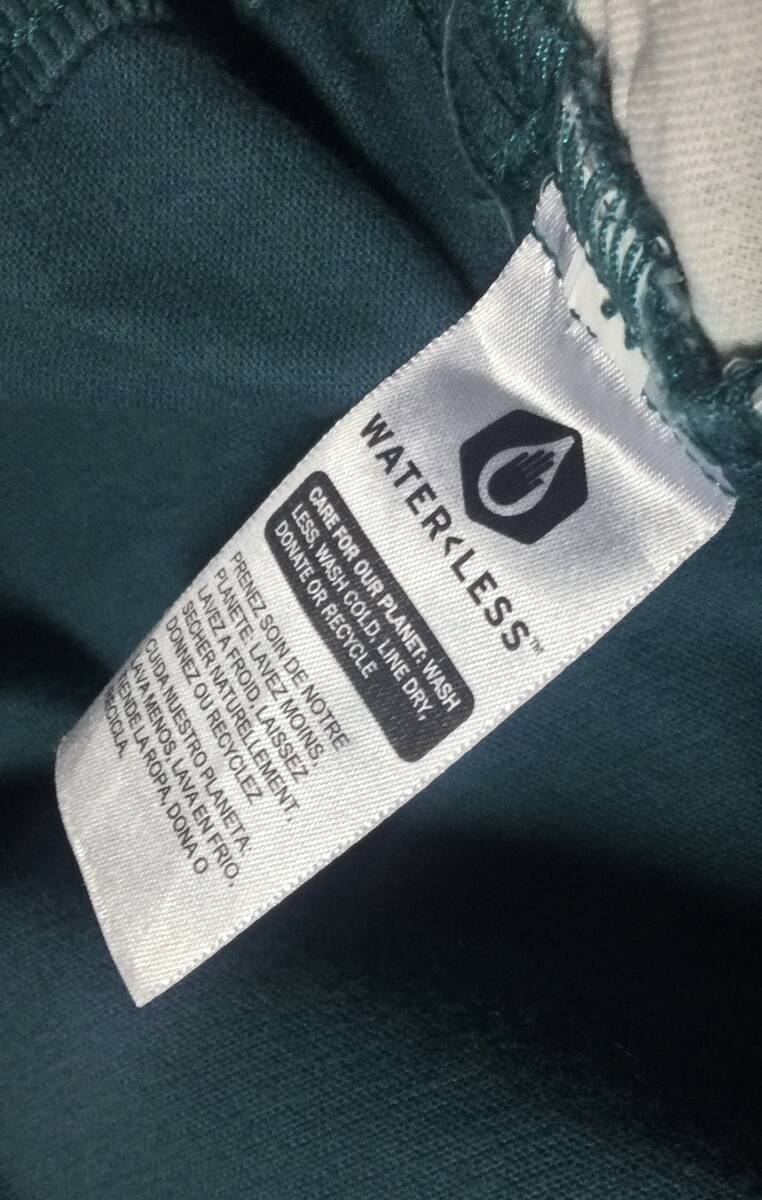 WATER<LESS™
CARE FOR OUR PLANET: WASH
LESS, WASH COLD, LINE DRY,
DONATE OR RECYCLE
PRENEZ SOIN DE NOTRE
PLANÈTE: LAVEZ MOINS,
LAVEZ À FROID, LAISSEZ
SÉCHER NATURELLEMENT,
DONNEZ OU RECYCLEZ
CUIDA NUESTRO PLANETA.
LAVA MENOS, LAVA EN FRIO,
TIENDE LA ROPA, DONA O
RECICLA.